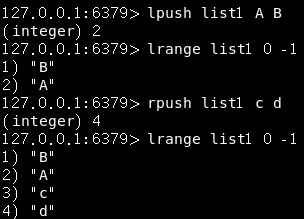 127.0.0.1:6379> lpush list1 A B
(integer) 2
127.0.0.1:6379> lrange list1 0 -1
1) "B"
2) "A"
127.0.0.1:6379> rpush list1 c d
(integer) 4
127.0.0.1:6379> lrange list1 0 -1
1) "B"
2) "A"
3) "c"
4) "d"